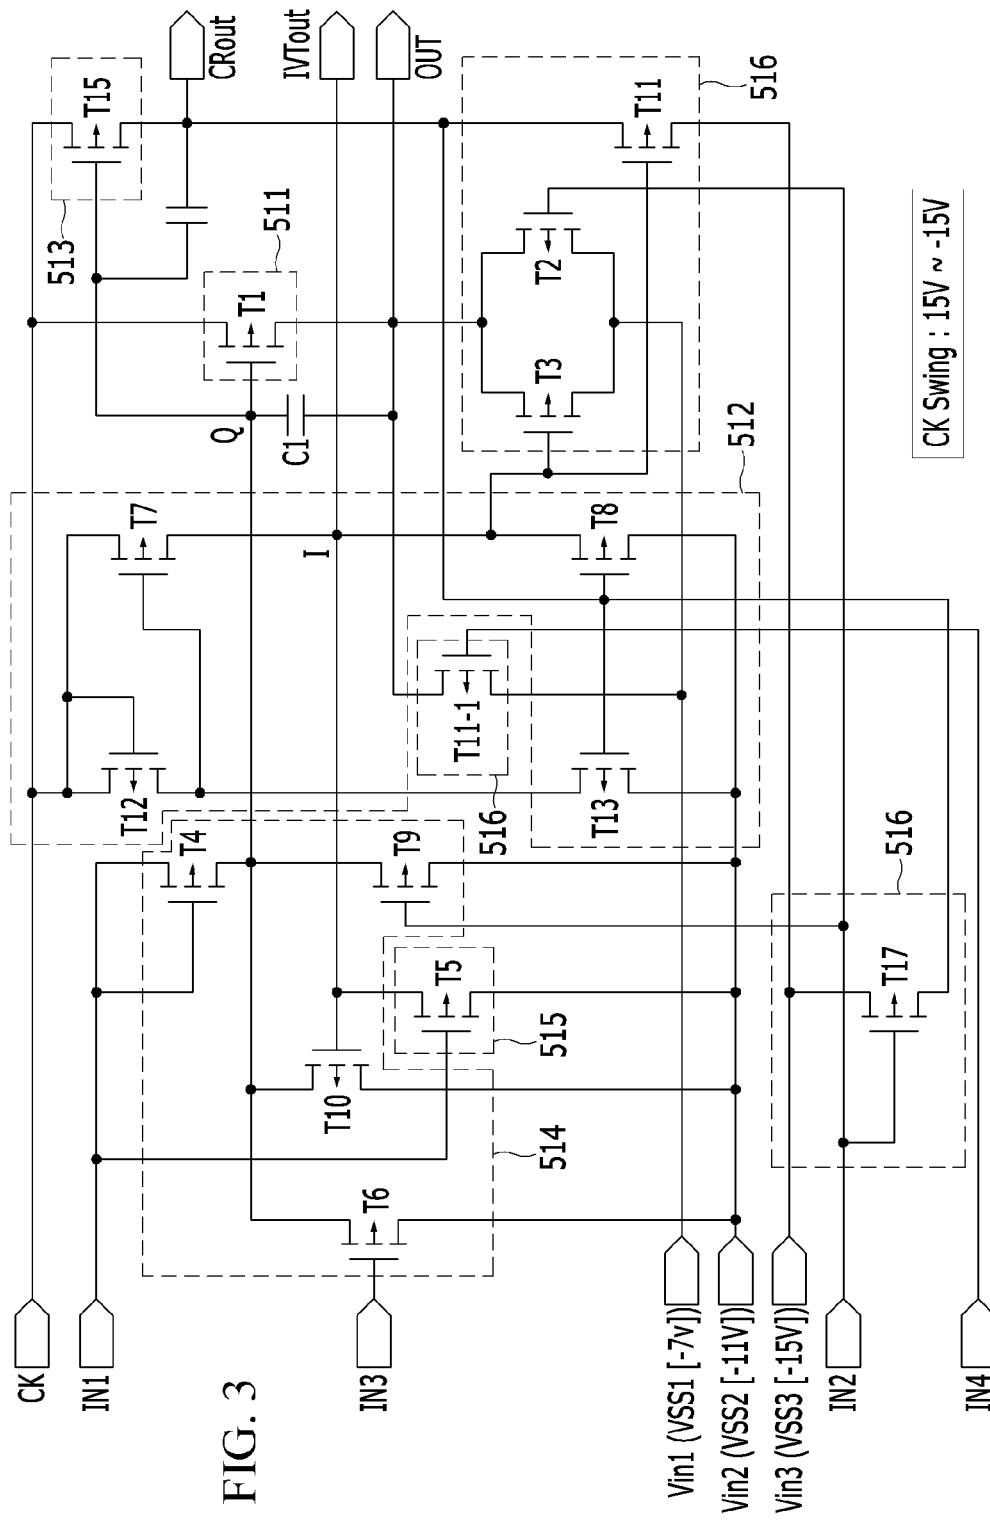 FIG. 3
CK
IN1
IN3
Vin1 (VSS1 [-7v])
Vin2 (VSS2 [-11V])
Vin3 (VSS3 [-15V])
IN2
IN4
T15
513
CRout
IVTout
OUT
T1
511
Q
C1
T2
T3
T11
516
T7
I
T8
512
T12
T11-1
516
T13
T4
T9
T5
515
T10
T6
514
T17
516
CK Swing : 15V ~ -15V